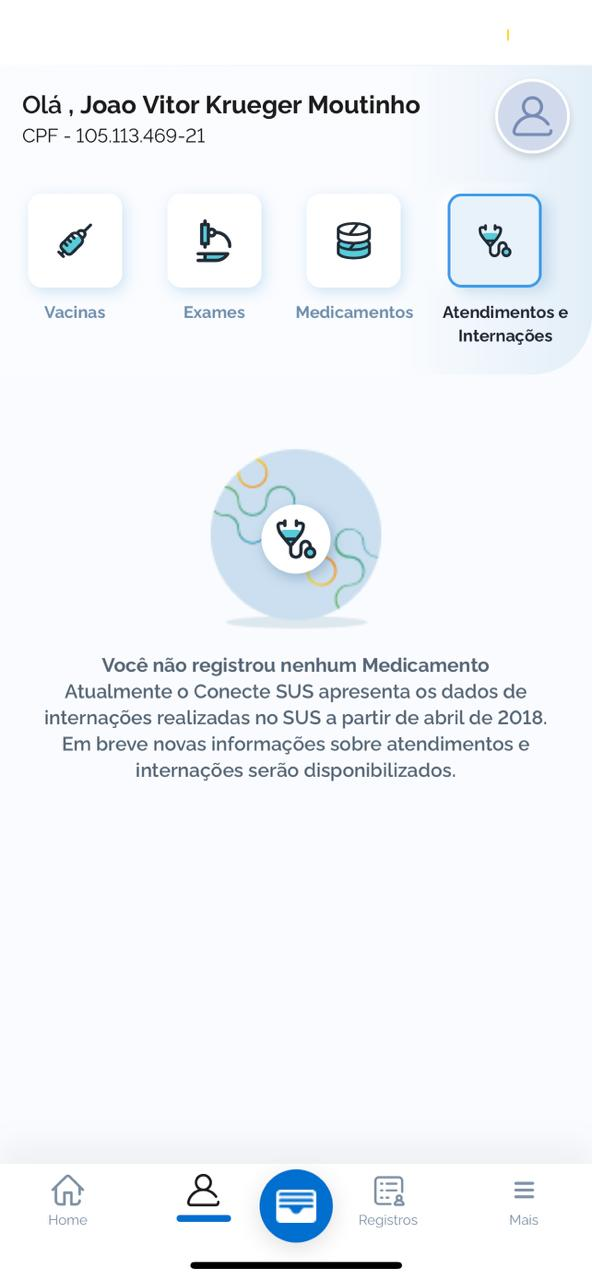 Olá , Joao Vitor Krueger Moutinho
CPF - 105.113.469-21
Vacinas
Exames
Medicamentos
Atendimentos e
Internações
Você não registrou nenhum Medicamento
Atualmente o Conecte SUS apresenta os dados de
internações realizadas no SUS a partir de abril de 2018.
Em breve novas informações sobre atendimentos e
internações serão disponibilizados.
Home
Registros
Mais